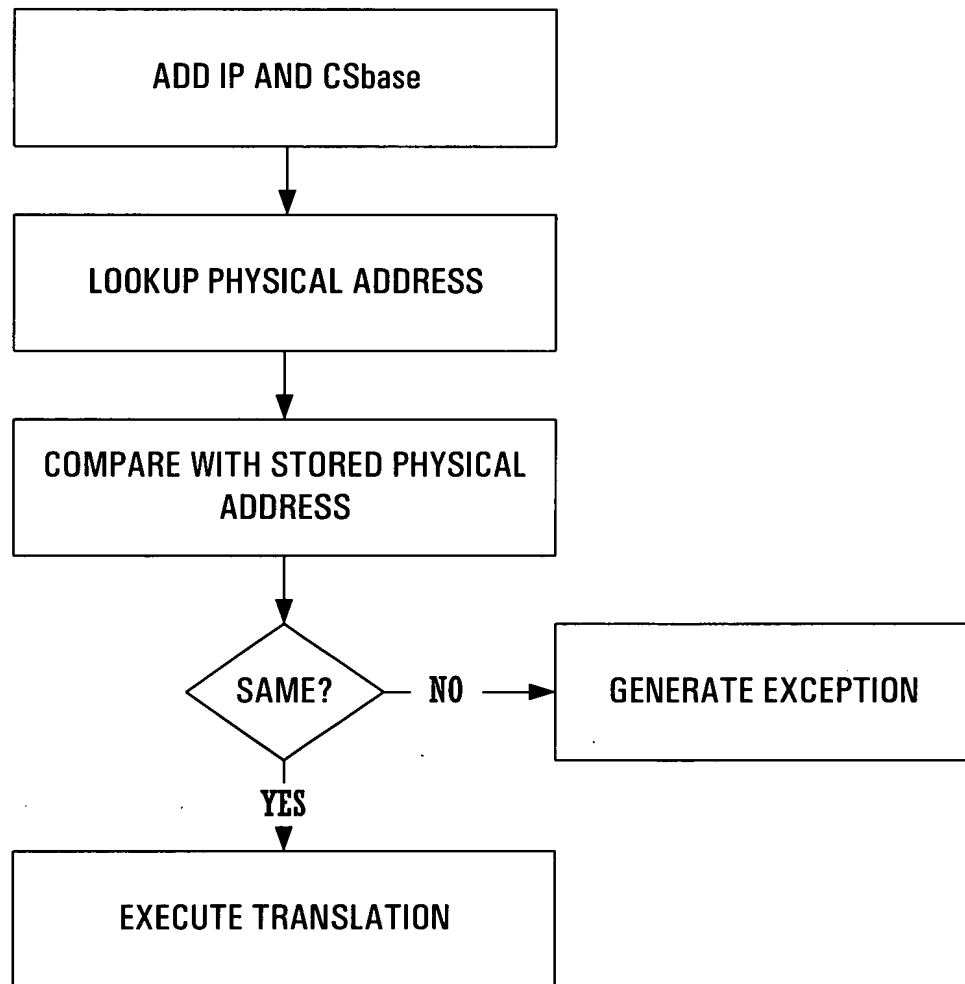 ADD IP AND CSbase
LOOKUP PHYSICAL ADDRESS
COMPARE WITH STORED PHYSICAL
ADDRESS
SAME?
NO
GENERATE EXCEPTION
YES
EXECUTE TRANSLATION